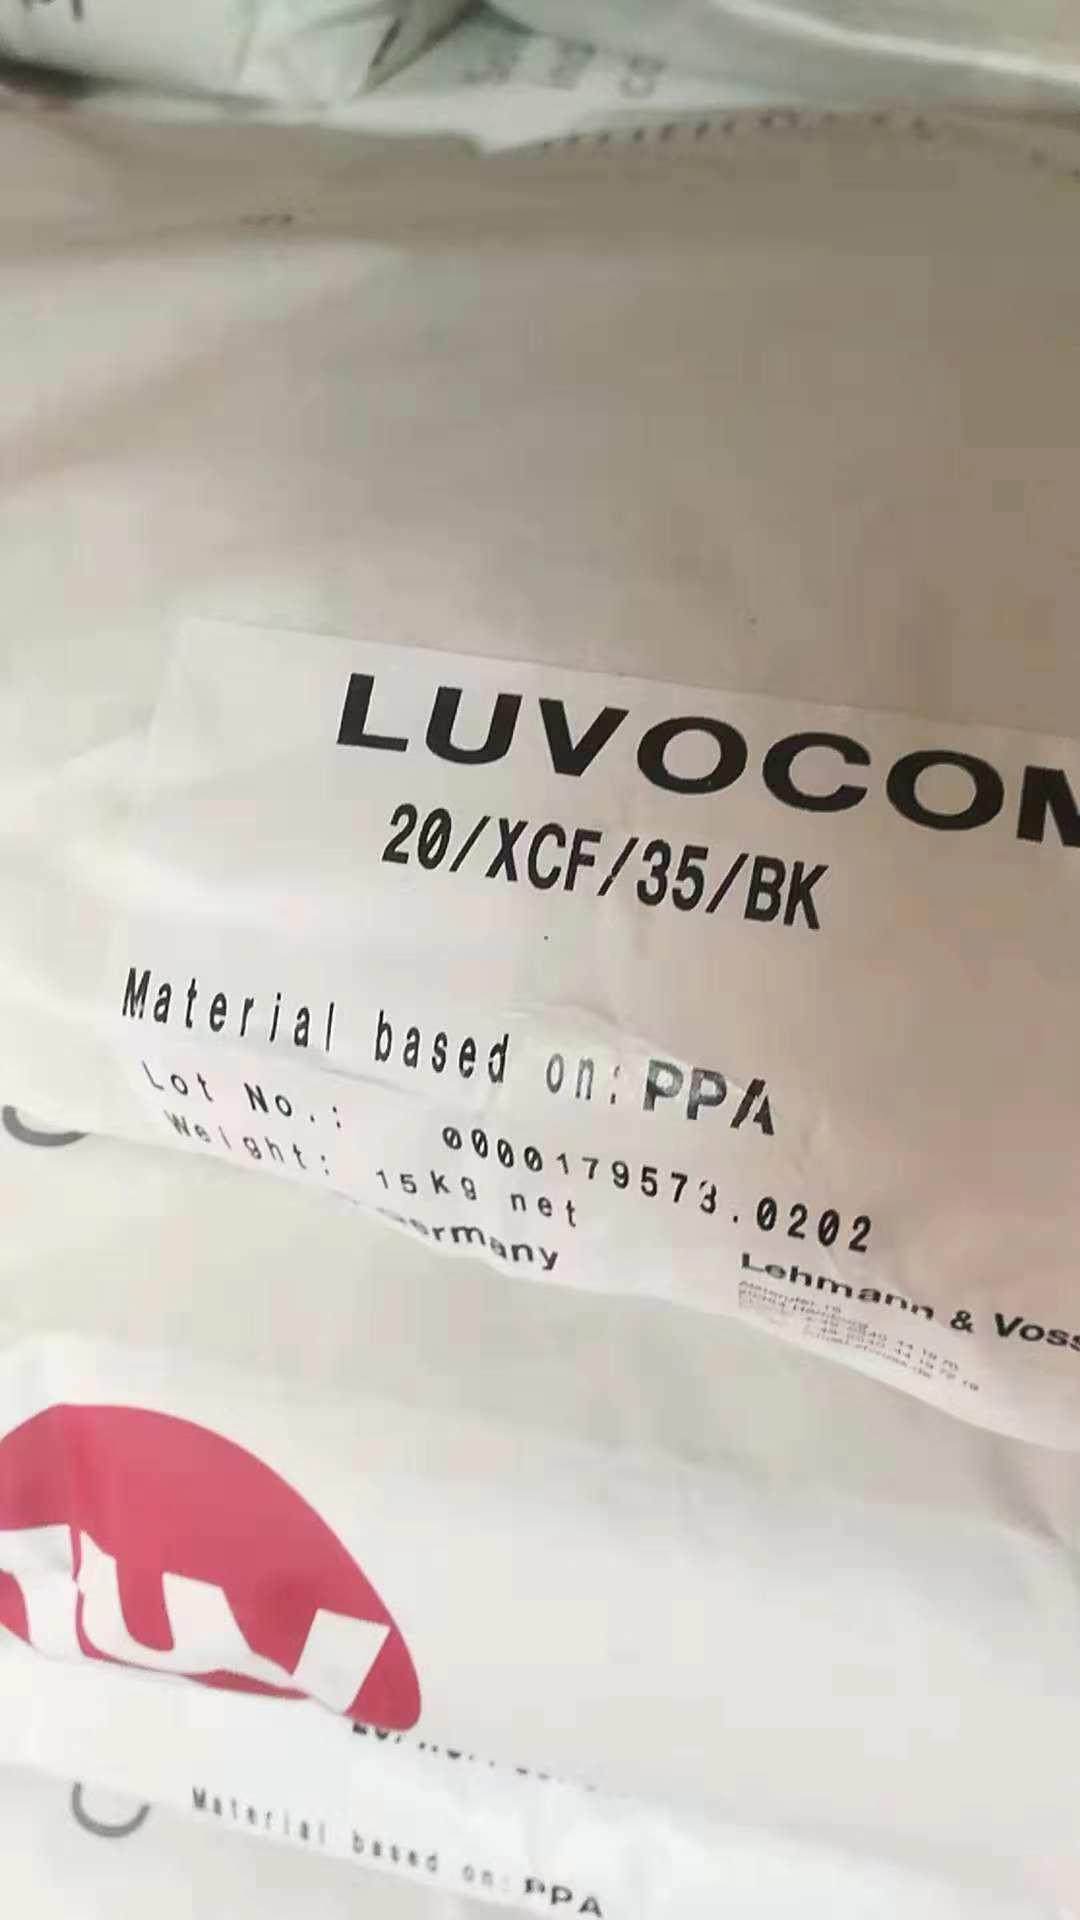 LUVOCOM
20/XCF/35/BK
Material based on: PPA
Lot No.: 0000179573.0202
Weight: 15kg net
Germany
Lehmann & Voss
LUV
Material based on: PPA